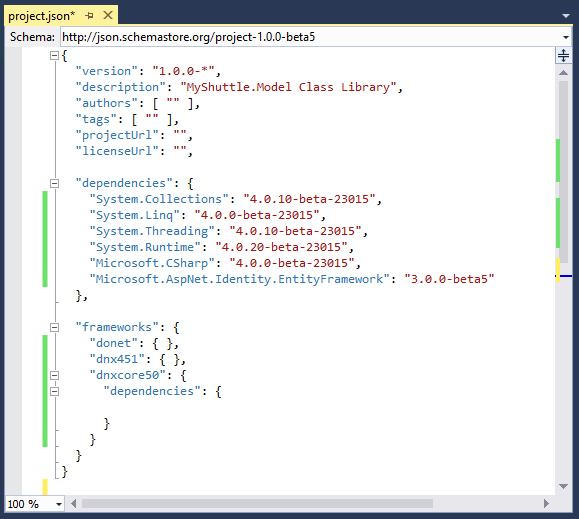 project.json*
Schema: http://json.schemastore.org/project-1.0.0-beta5
{
"version": "1.0.0-*",
"description": "MyShuttle.Model Class Library",
"authors": [ "" ],
"tags": [ "" ],
"projectUrl": "",
"licenseUrl": "",
"dependencies": {
"System.Collections": "4.0.10-beta-23015",
"System.Linq": "4.0.0-beta-23015",
"System.Threading": "4.0.10-beta-23015",
"System.Runtime": "4.0.20-beta-23015",
"Microsoft.CSharp": "4.0.0-beta-23015",
"Microsoft.AspNet.Identity.EntityFramework": "3.0.0-beta5"
},
"frameworks": {
"donet": { },
"dnx451": { },
"dnxcore50": {
"dependencies": {
}
}
}
}
100 %